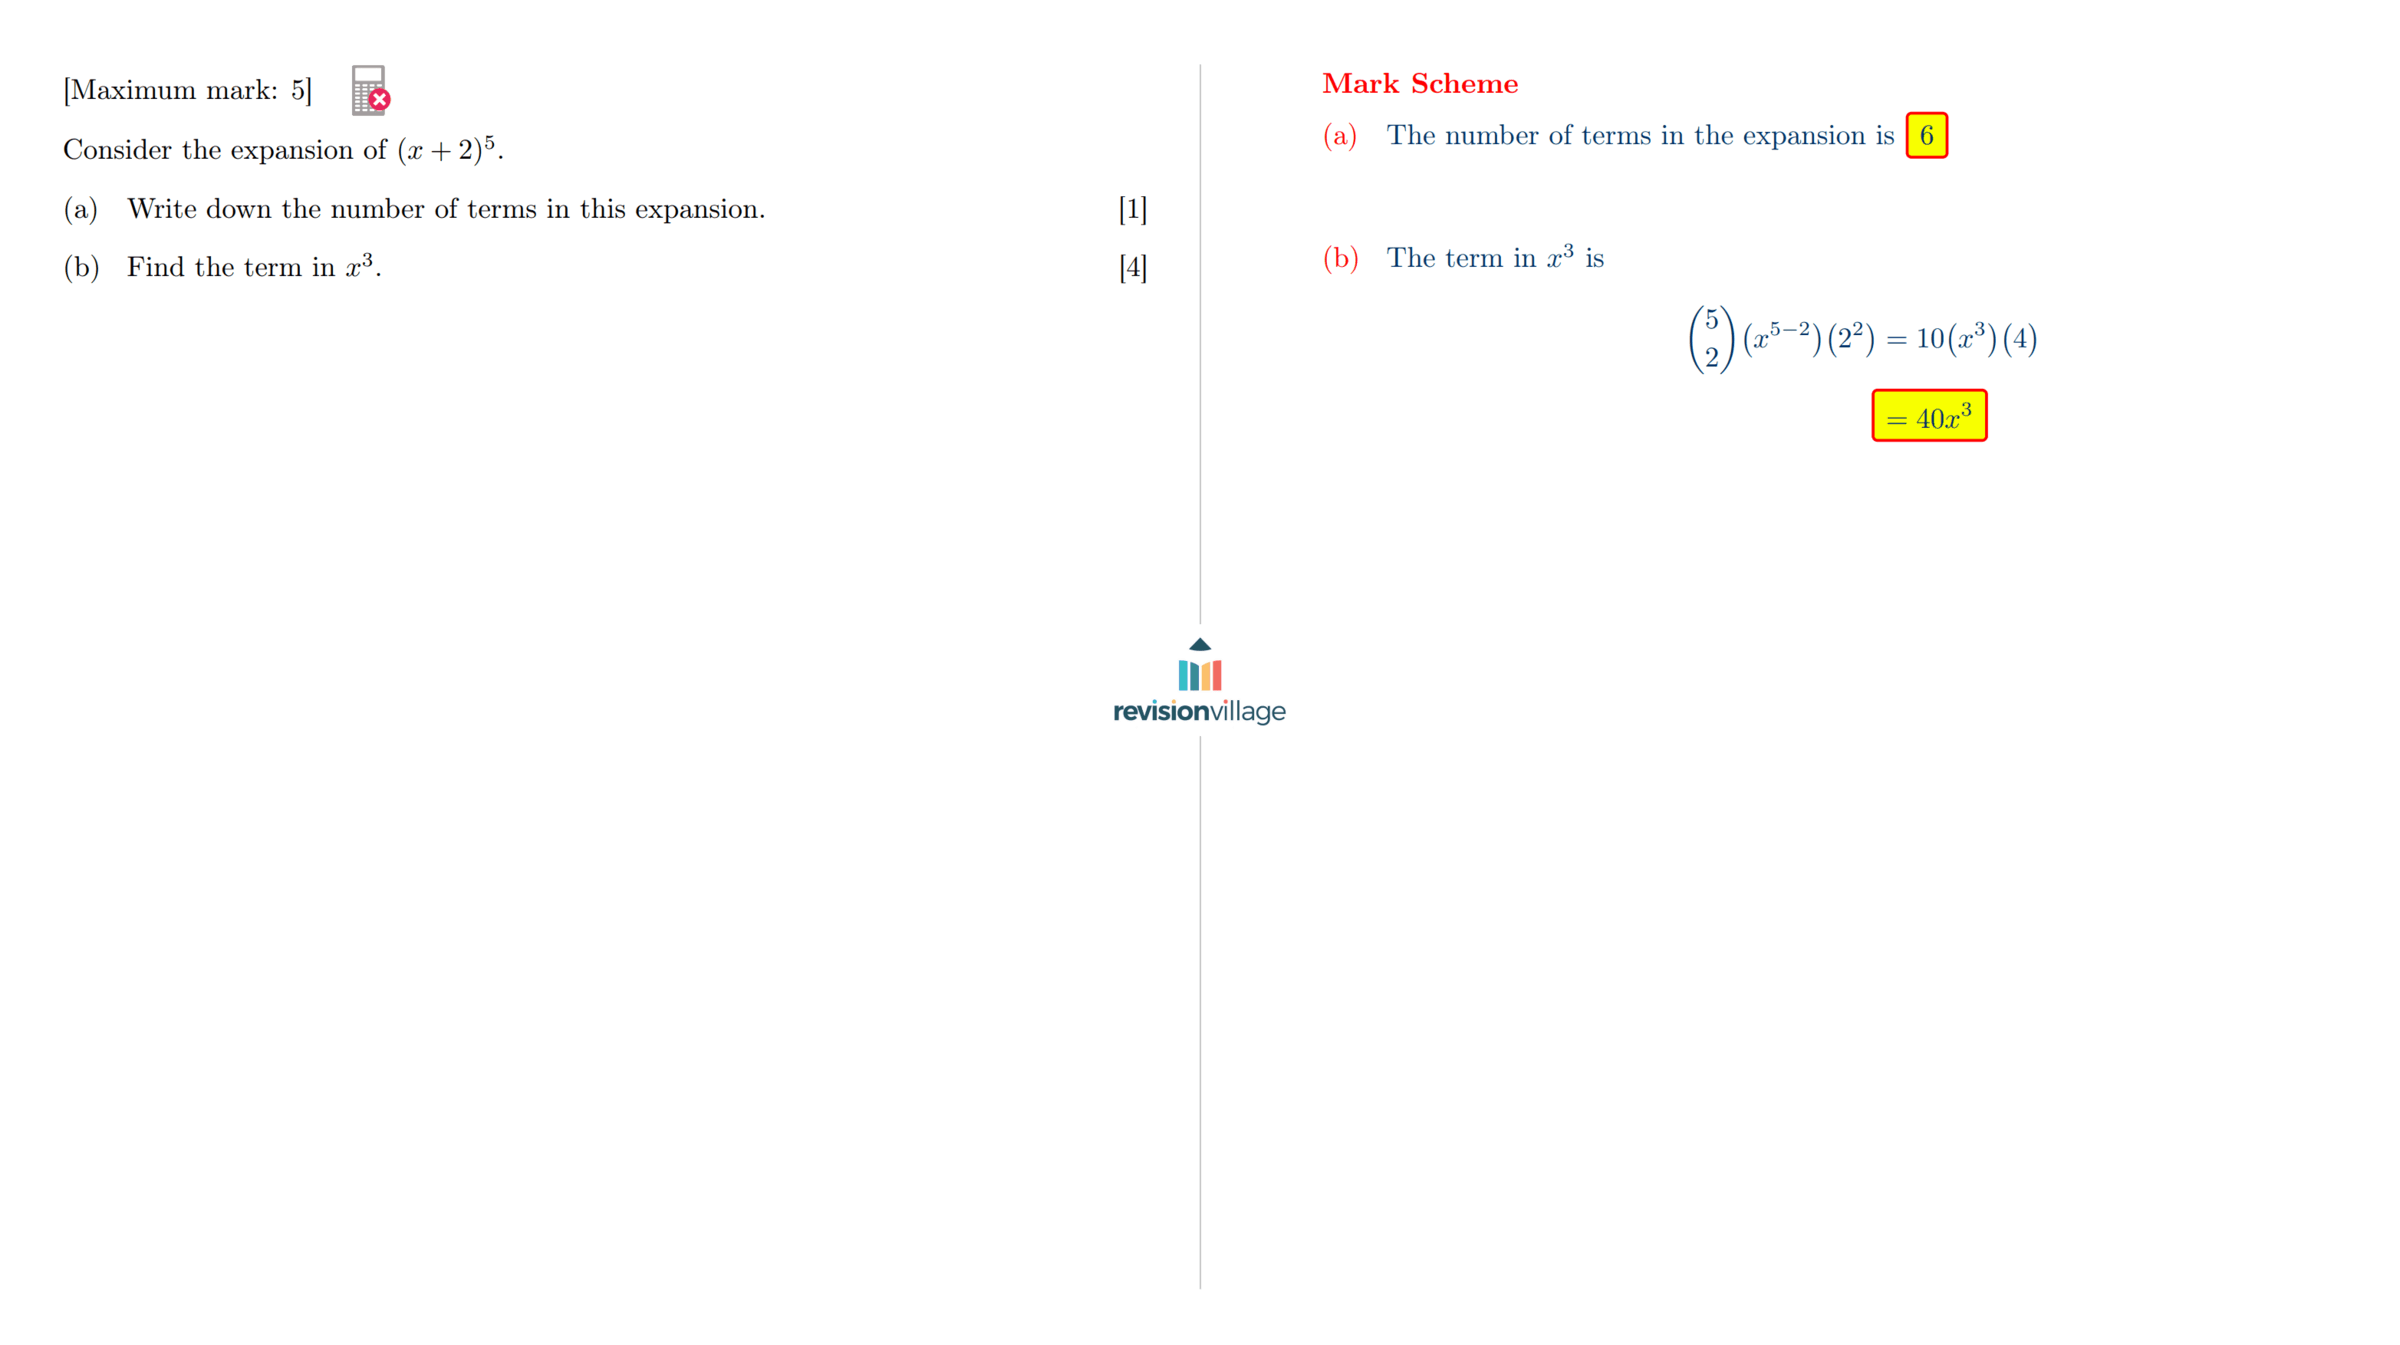 [Maximum mark: 5]
Consider the expansion of (x + 2)⁵.
(a) Write down the number of terms in this expansion. [1]
(b) Find the term in x³. [4]
Mark Scheme
(a) The number of terms in the expansion is 6
(b) The term in x³ is
(5 2)(x⁵⁻²)(2²) = 10(x³)(4)
= 40x³
revisionvillage